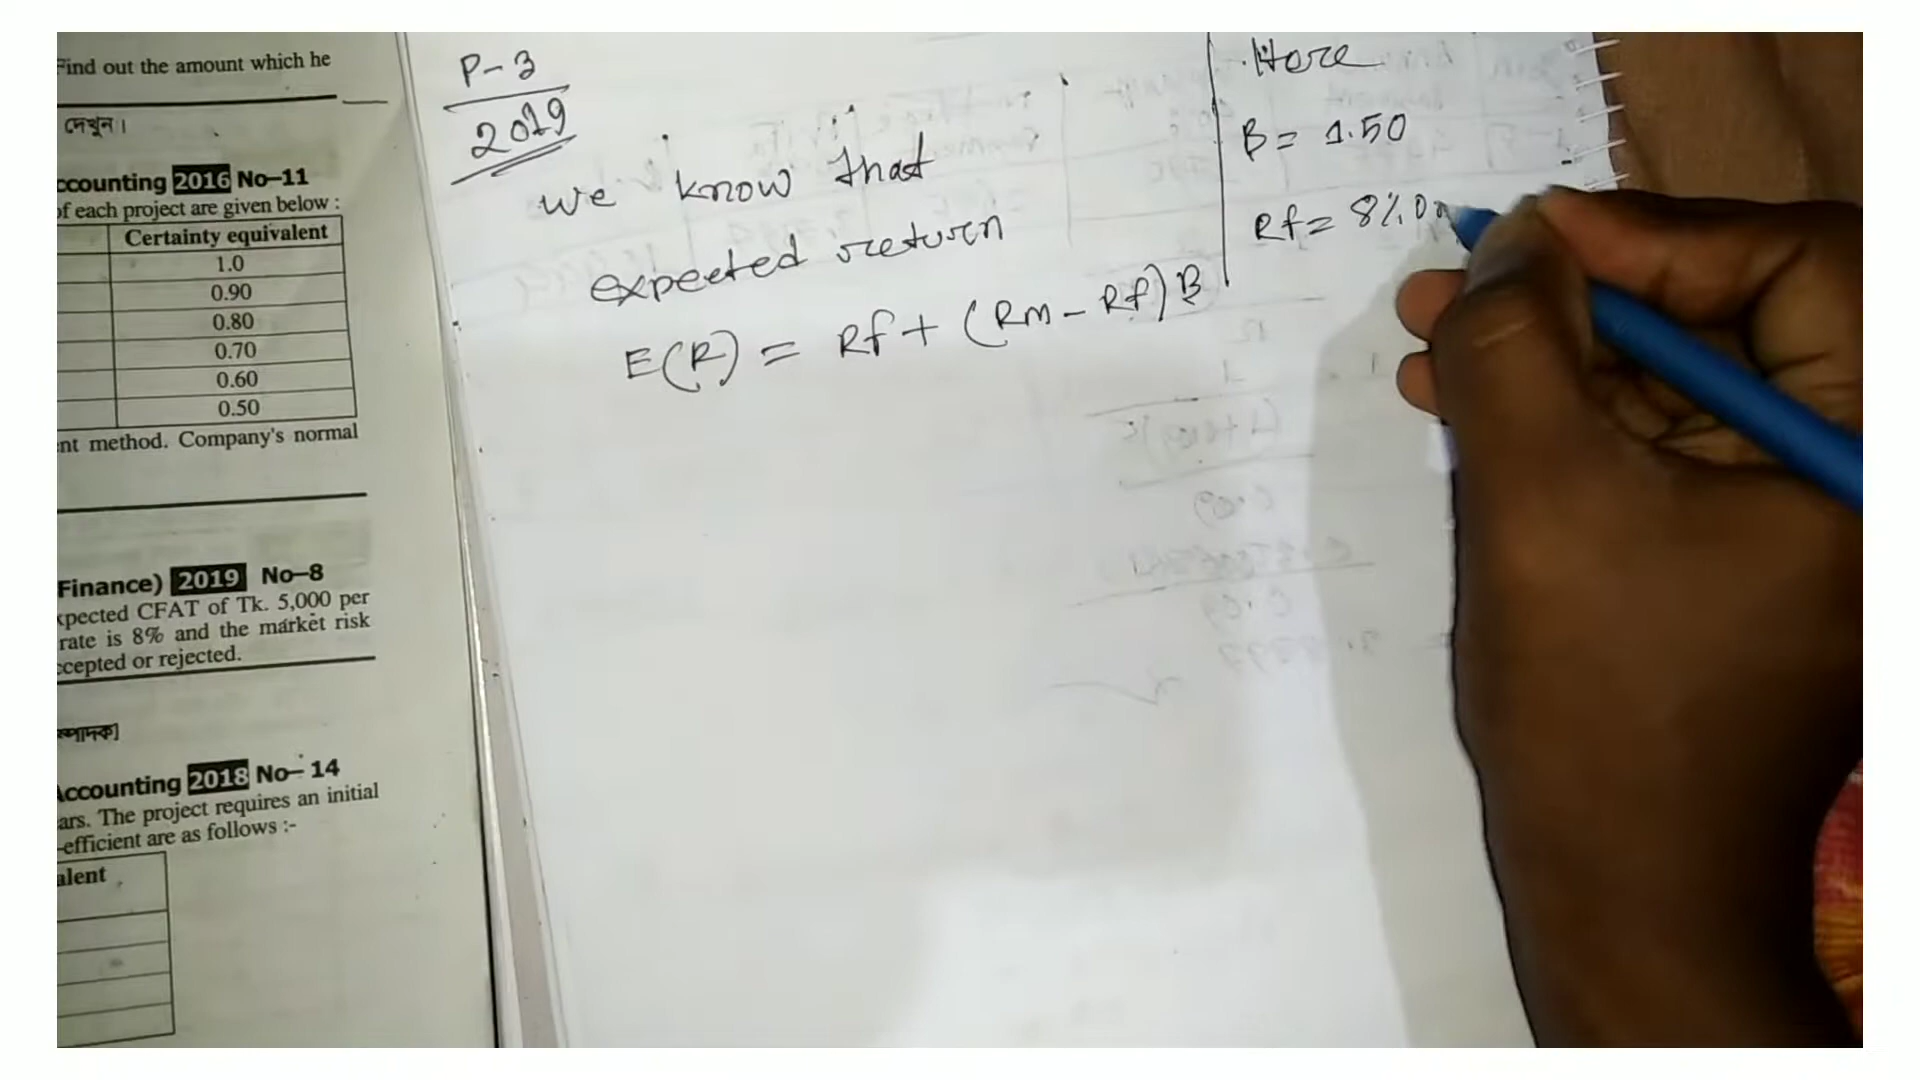 Find out the amount which he
দেখুন।
ccounting 2016 No–11
of each project are given below :
Certainty equivalent
1.0
0.90
0.80
0.70
0.60
0.50
nt method. Company's normal
Finance) 2019 No–8
xpected CFAT of Tk. 5,000 per
rate is 8% and the market risk
ccepted or rejected.
ম্পাদক]
Accounting 2018 No– 14
ars. The project requires an initial
-efficient are as follows :-
alent
P-3
2019
we know that
expected return
E(R) = Rf + (Rm - Rf) B
Here
B = 1.50
Rf = 8%